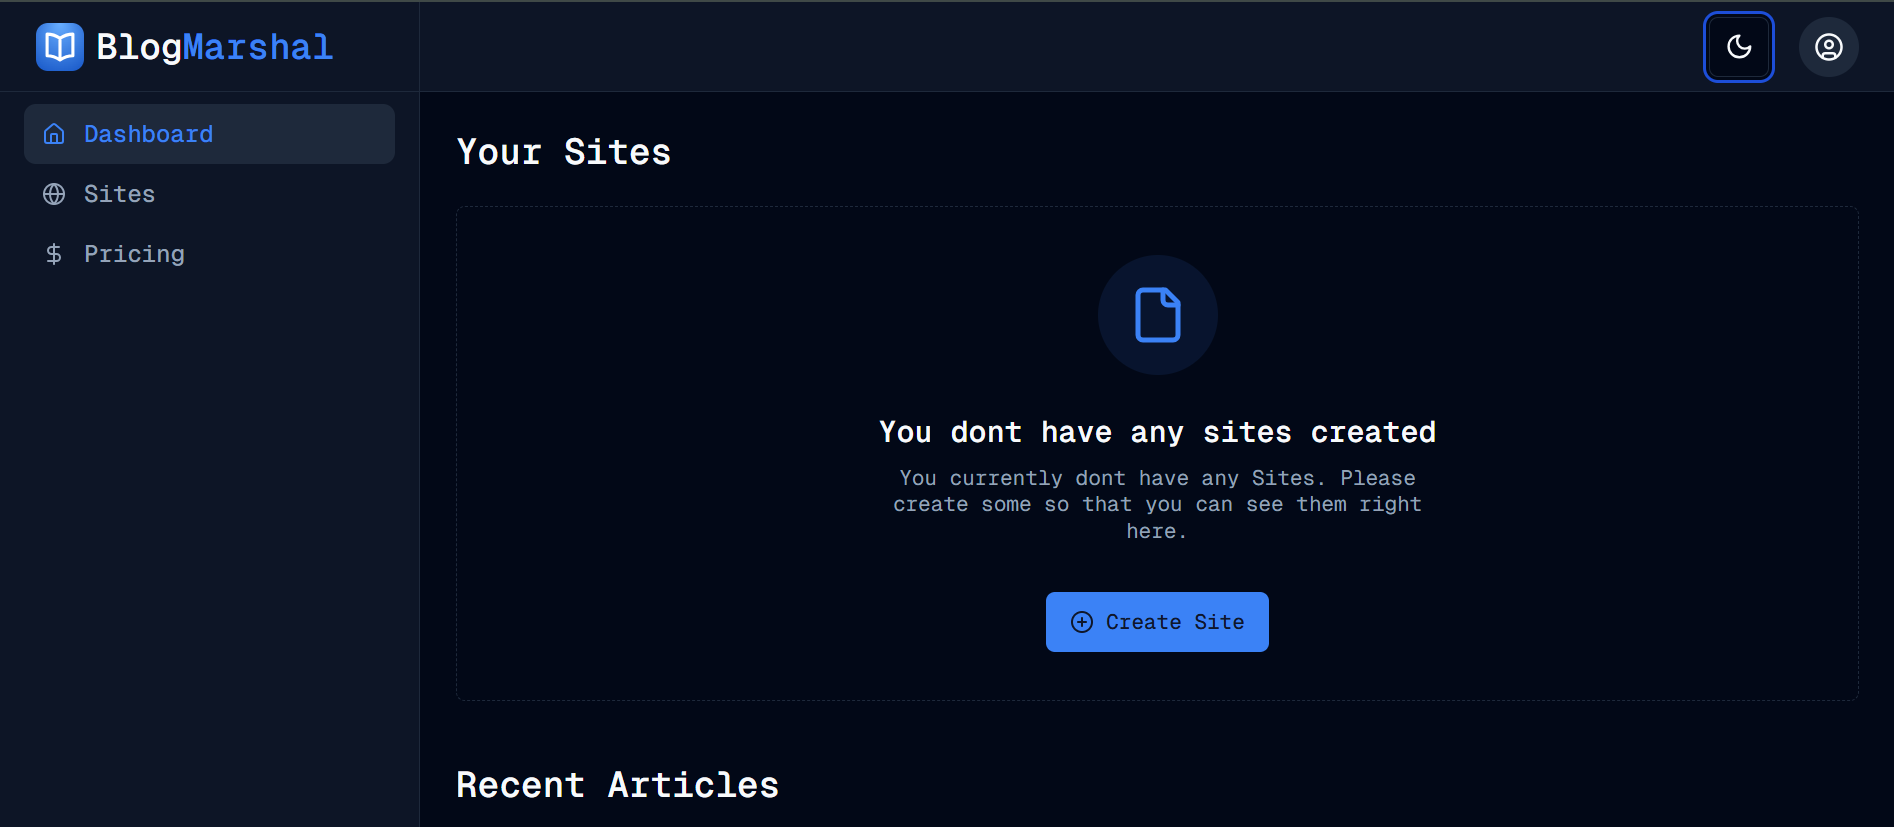 BlogMarshal
Dashboard
Sites
Pricing
Your Sites
You dont have any sites created
You currently dont have any Sites. Please
create some so that you can see them right
here.
Create Site
Recent Articles